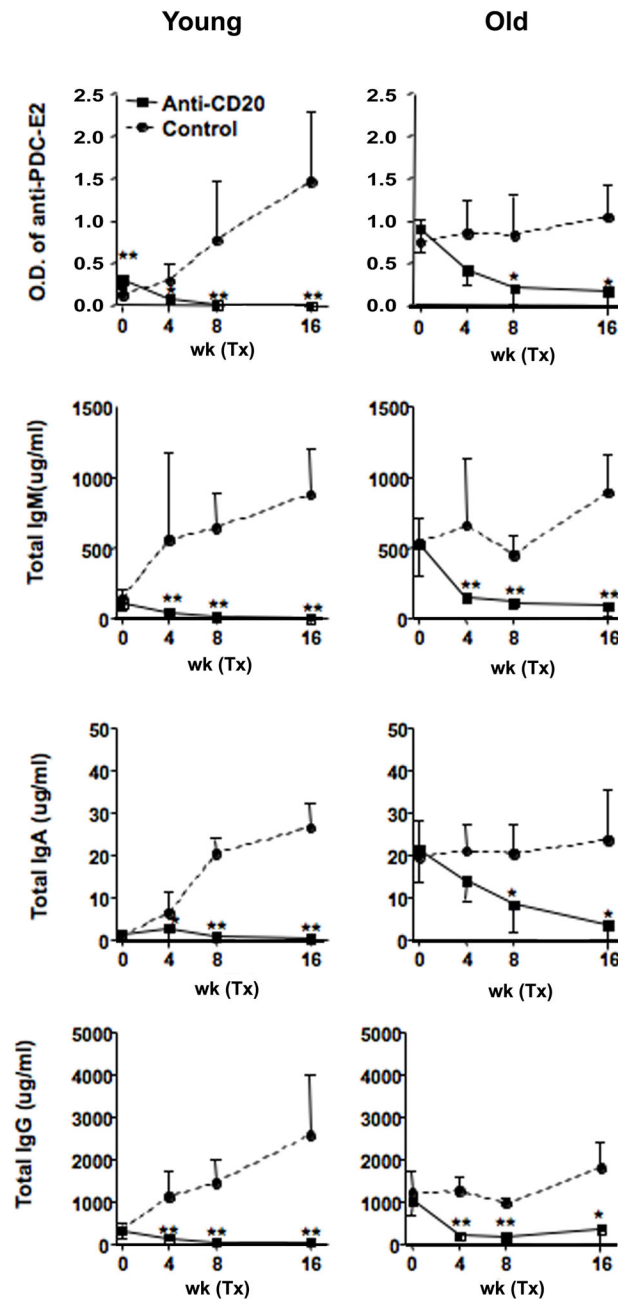 Young Old
2.5 2.5
Anti-CD20
2.0 2.0
Control
1.5 1.5
1.0 1.0
0.5 0.5
0.0 0.0
O.D. of anti-PDC-E2
** * ** ** * *
0 4 8 16 0 4 8 16
wk (Tx) wk (Tx)
1500 1500
1000 1000
500 500
0 0
Total IgM(ug/ml)
** ** ** ** ** **
0 4 8 16 0 4 8 16
wk (Tx) wk (Tx)
50 50
40 40
30 30
20 20
10 10
0 0
Total IgA (ug/ml)
* ** ** * *
0 4 8 16 0 4 8 16
wk (Tx) wk (Tx)
5000 5000
4000 4000
3000 3000
2000 2000
1000 1000
0 0
Total IgG (ug/ml)
** ** ** ** ** *
0 4 8 16 0 4 8 16
wk (Tx) wk (Tx)